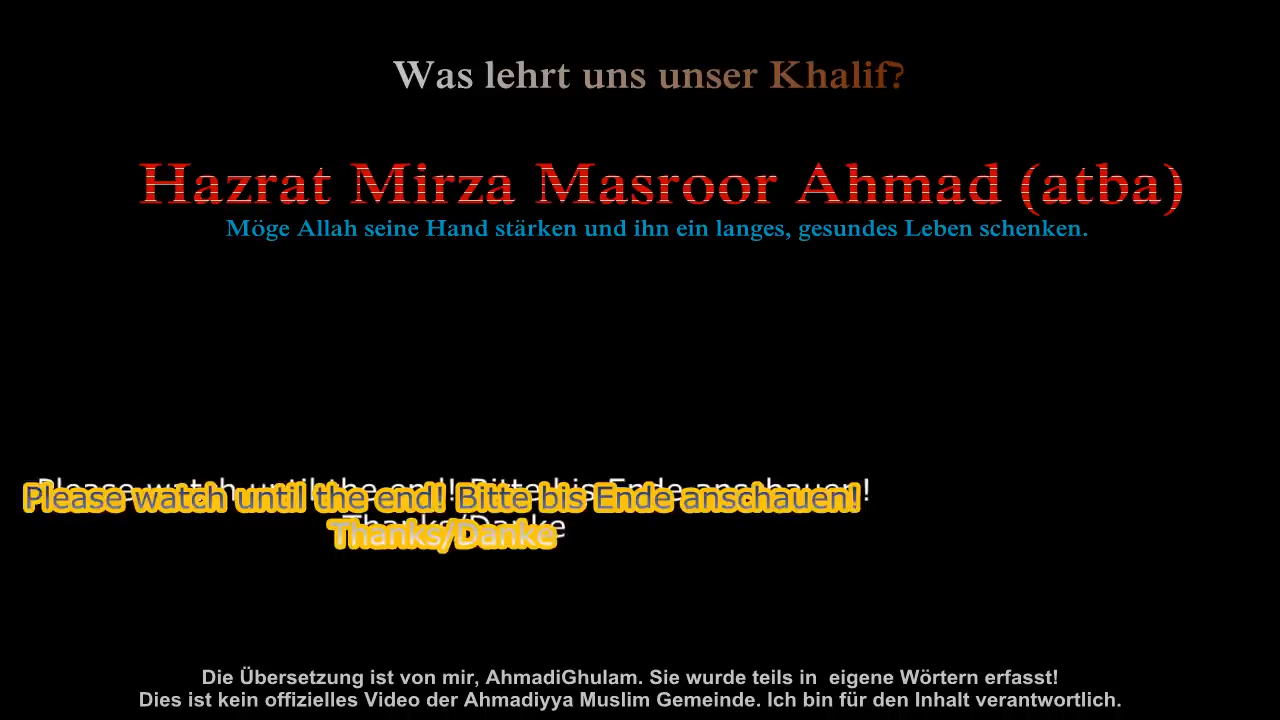 Was lehrt uns unser Khalif?
Hazrat Mirza Masroor Ahmad (atba)
Möge Allah seine Hand stärken und ihn ein langes, gesundes Leben schenken.
Please watch until the end! Bitte bis Ende anschauen!
Thanks/Danke
Die Übersetzung ist von mir, AhmadiGhulam. Sie wurde teils in  eigene Wörtern erfasst!
Dies ist kein offizielles Video der Ahmadiyya Muslim Gemeinde. Ich bin für den Inhalt verantwortlich.